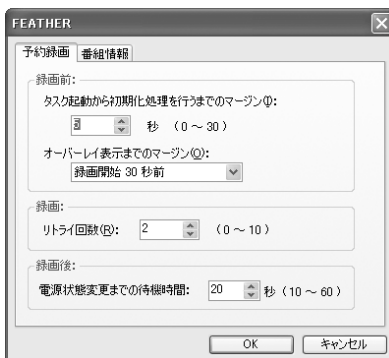 FEATHER
予約録画 番組情報
録画前:
タスク起動から初期化処理を行うまでのマージン(I):
秒 (0～30)
オーバーレイ表示までのマージン(O):
録画開始 30 秒前
録画:
リトライ回数(R): 2 (0～10)
録画後:
電源状態変更までの待機時間: 20 秒 (10～60)
OK キャンセル